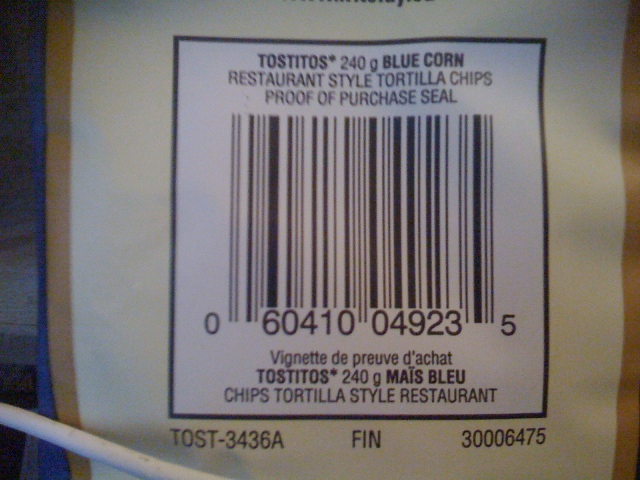 TOSTITOS* 240 g BLUE CORN
RESTAURANT STYLE TORTILLA CHIPS
PROOF OF PURCHASE SEAL
0 60410 04923 5
Vignette de preuve d'achat
TOSTITOS* 240 g MAÏS BLEU
CHIPS TORTILLA STYLE RESTAURANT
TOST-3436A FIN 30006475